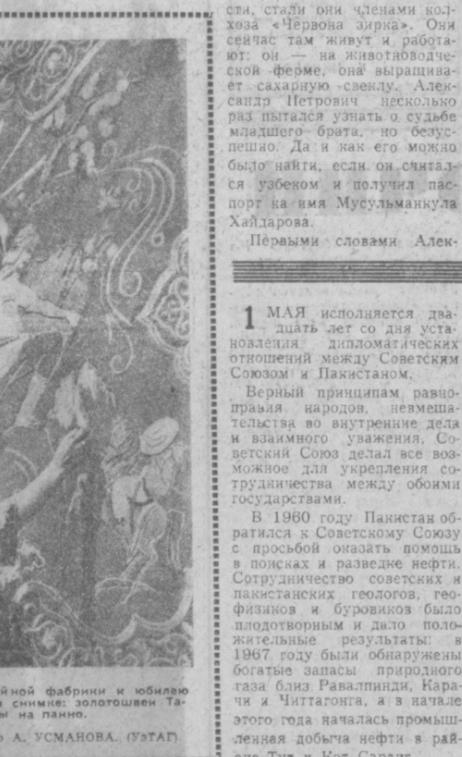 сти, стали они членами кол-
хоза «Червона зирка». Они
сейчас там живут и работа-
ют: он — на животноводче-
ской ферме, она выращива-
ет сахарную свеклу. Алек-
сандр Петрович несколько
раз пытался узнать о судьбе
младшего брата, но безус-
пешно. Да и как его можно
было найти, если он считал-
ся узбеком и получил пас-
порт на имя Мусульманкула
Хайдарова.
Первыми словами Алек-
1 МАЯ исполняется два-
дцать лет со дня уста-
новления дипломатических
отношений между Советским
Союзом и Пакистаном.
Верный принципам равно-
правия народов, невмеша-
тельства во внутренние дела
и взаимного уважения, Со-
ветский Союз делал все воз-
можное для укрепления со-
трудничества между обоими
государствами.
В 1960 году Пакистан об-
ратился к Советскому Союзу
с просьбой оказать помощь
в поисках и разведке нефти.
Сотрудничество советских и
пакистанских геологов, гео-
физиков и буровиков было
плодотворным и дало поло-
жительные результаты: в
1967 году были обнаружены
богатые запасы природного
газа близ Равалпинди, Кара-
чи и Читтагонга, а в начале
этого года началась промыш-
ленная добыча нефти в рай-
Тут и Кот
йной фабрики к юбилею
снимке: золотошвеи Та-
ы на панно.
А. УСМАНОВА. (УзТАГ)